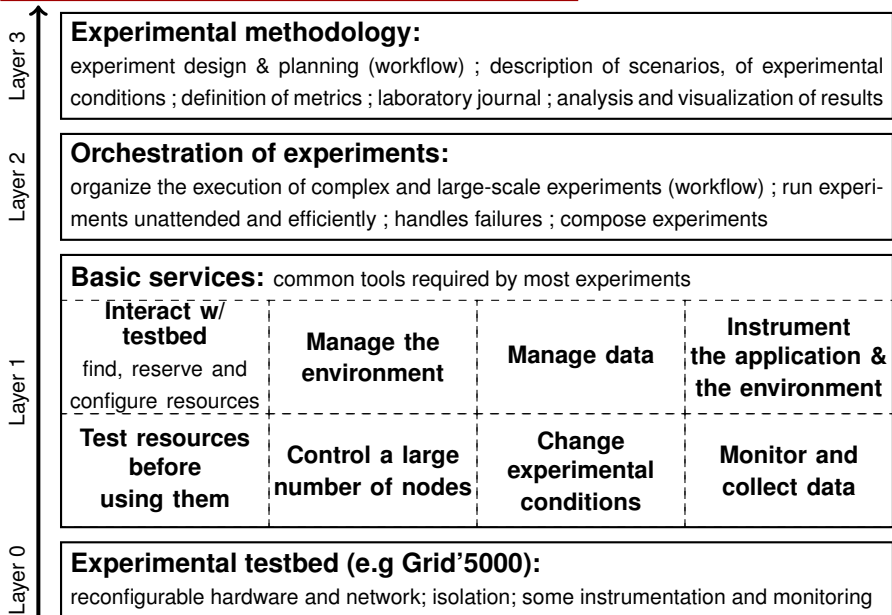 Layer 3
Experimental methodology:
experiment design & planning (workflow) ; description of scenarios, of experimental
conditions ; definition of metrics ; laboratory journal ; analysis and visualization of results
Layer 2
Orchestration of experiments:
organize the execution of complex and large-scale experiments (workflow) ; run experi-
ments unattended and efficiently ; handles failures ; compose experiments
Layer 1
Basic services: common tools required by most experiments
Interact w/
testbed
find, reserve and
configure resources
Manage the
environment
Manage data
Instrument
the application &
the environment
Test resources
before
using them
Control a large
number of nodes
Change
experimental
conditions
Monitor and
collect data
Layer 0
Experimental testbed (e.g Grid'5000):
reconfigurable hardware and network; isolation; some instrumentation and monitoring